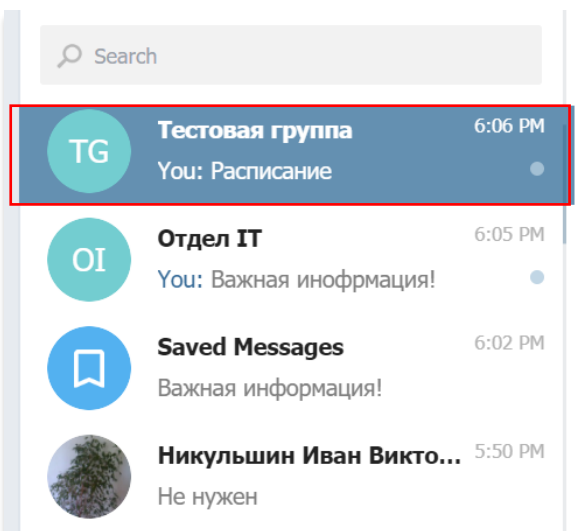 Search
TG
Тестовая группа
6:06 PM
You: Расписание
OI
Отдел IT
6:05 PM
You: Важная инофрмация!
Saved Messages
6:02 PM
Важная информация!
Никульшин Иван Викто...
5:50 PM
Не нужен